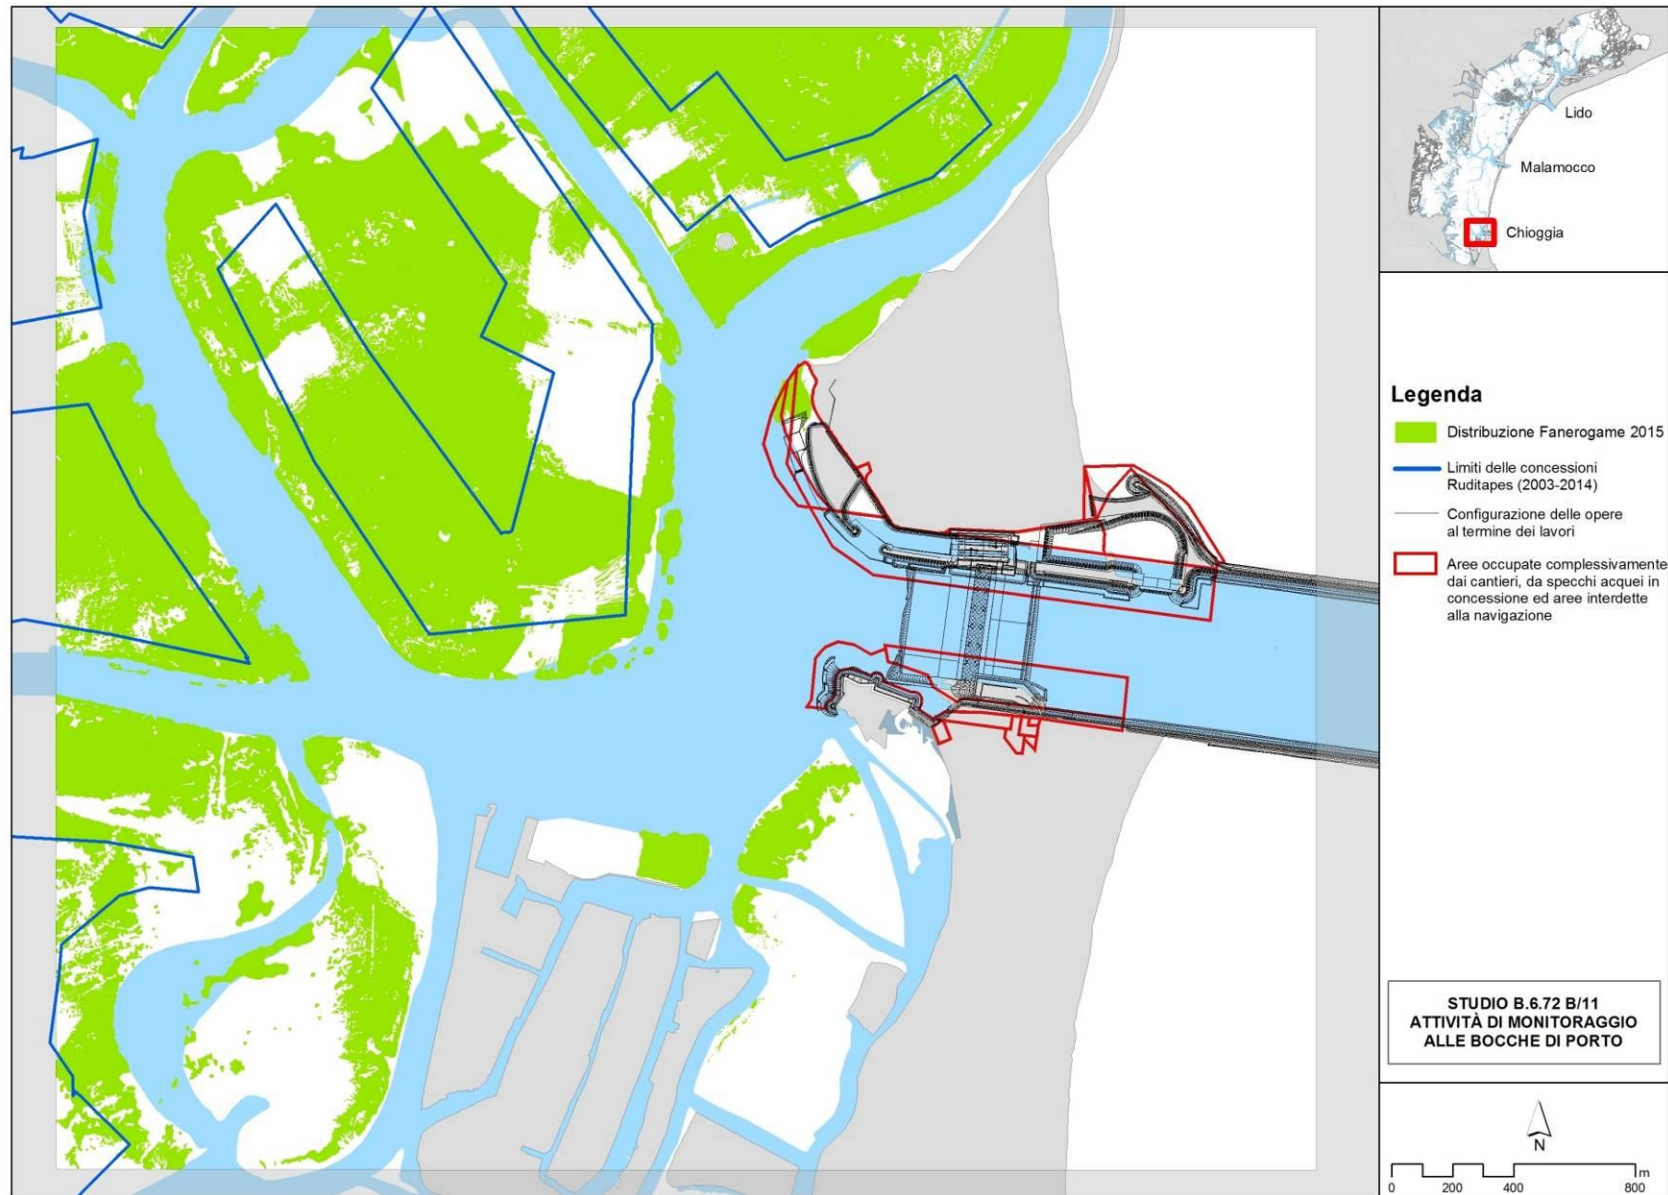 Lido
Malamocco
Chioggia
Legenda
Distribuzione Fanerogame 2015
Limiti delle concessioni
Ruditapes (2003-2014)
Configurazione delle opere
al termine dei lavori
Aree occupate complessivamente
dai cantieri, da specchi acquei in
concessione ed aree interdette
alla navigazione
STUDIO B.6.72 B/11
ATTIVITÀ DI MONITORAGGIO
ALLE BOCCHE DI PORTO
N
m
0 200 400 800